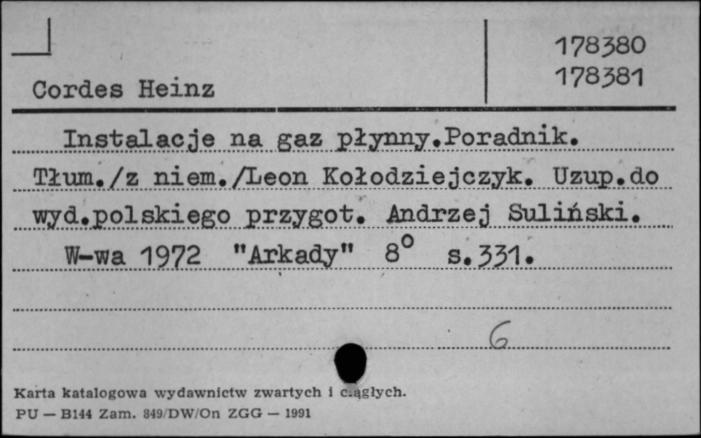 178380
178381
Cordes Heinz
Instalacje na gaz płynny.Poradnik.
Tłum./z niem./Leon Kołodziejczyk. Uzup.do
wyd.polskiego przygot. Andrzej Suliński.
W-wa 1972 "Arkady" 8° s.331.
6
Karta katalogowa wydawnictw zwartych i ciągłych.
PU — B144 Zam. 849/DW/On ZGG — 1991